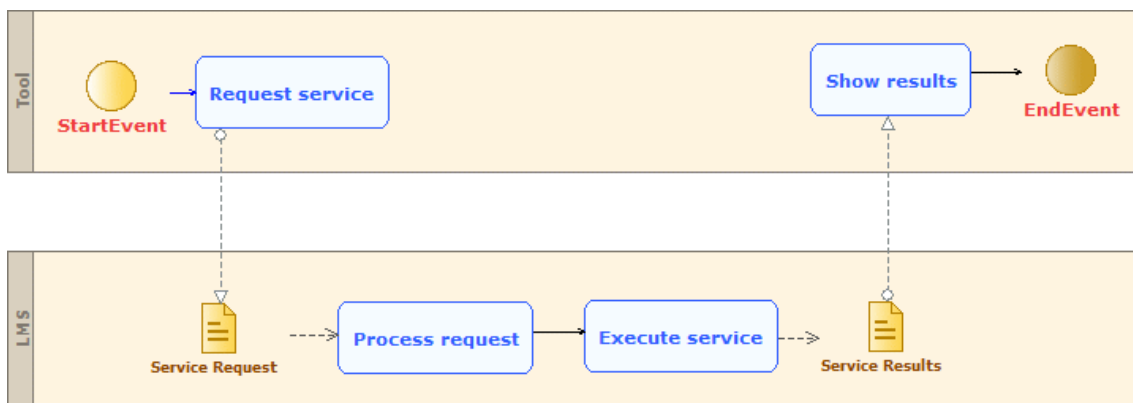 Tool
StartEvent
Request service
Show results
EndEvent
LMS
Service Request
Process request
Execute service
Service Results